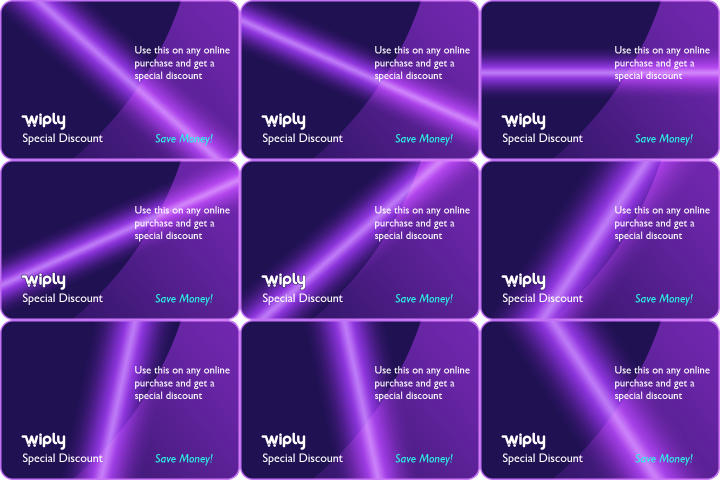 Use this on any online
purchase and get a
special discount
wiply
Special Discount
Save Money!
Use this on any online
purchase and get a
special discount
wiply
Special Discount
Save Money!
Use this on any online
purchase and get a
special discount
wiply
Special Discount
Save Money!
Use this on any online
purchase and get a
special discount
wiply
Special Discount
Save Money!
Use this on any online
purchase and get a
special discount
wiply
Special Discount
Save Money!
Use this on any online
purchase and get a
special discount
wiply
Special Discount
Save Money!
Use this on any online
purchase and get a
special discount
wiply
Special Discount
Save Money!
Use this on any online
purchase and get a
special discount
wiply
Special Discount
Save Money!
Use this on any online
purchase and get a
special discount
wiply
Special Discount
Save Money!